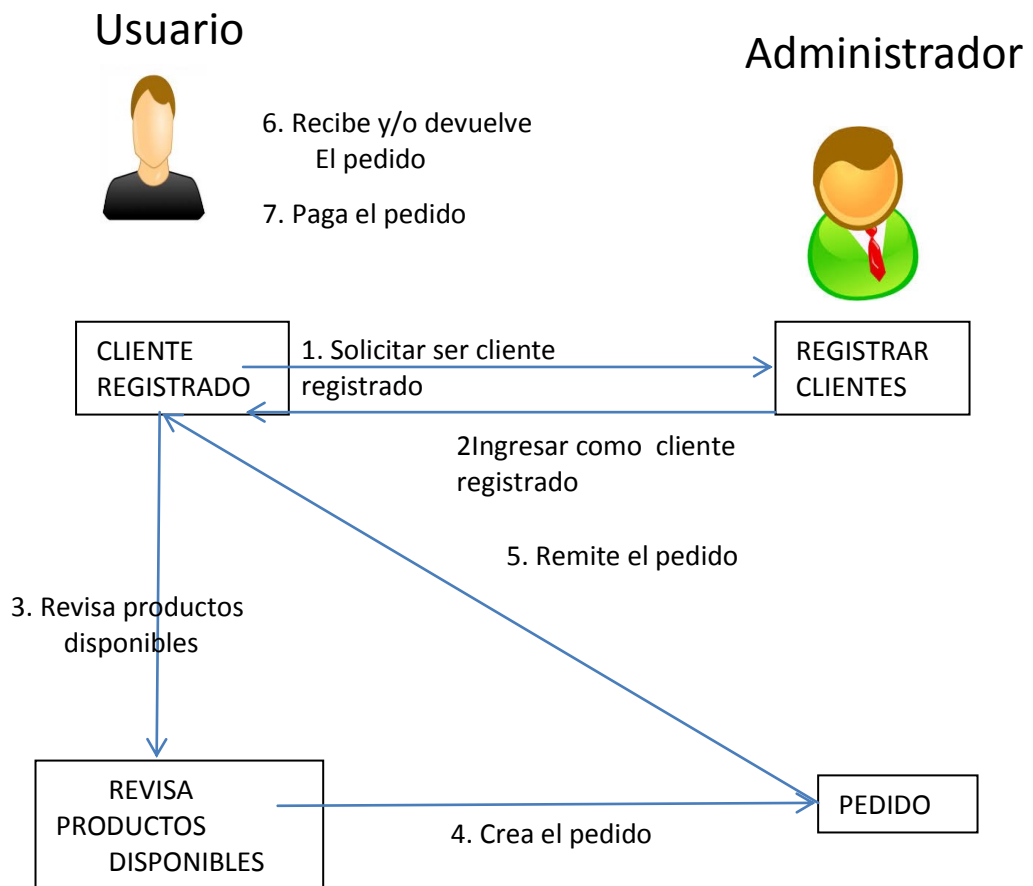 Usuario
Administrador
6. Recibe y/o devuelve
El pedido
7. Paga el pedido
CLIENTE
REGISTRADO
1. Solicitar ser cliente
registrado
REGISTRAR
CLIENTES
2Ingresar como cliente
registrado
5. Remite el pedido
3. Revisa productos
disponibles
REVISA
PRODUCTOS
DISPONIBLES
4. Crea el pedido
PEDIDO